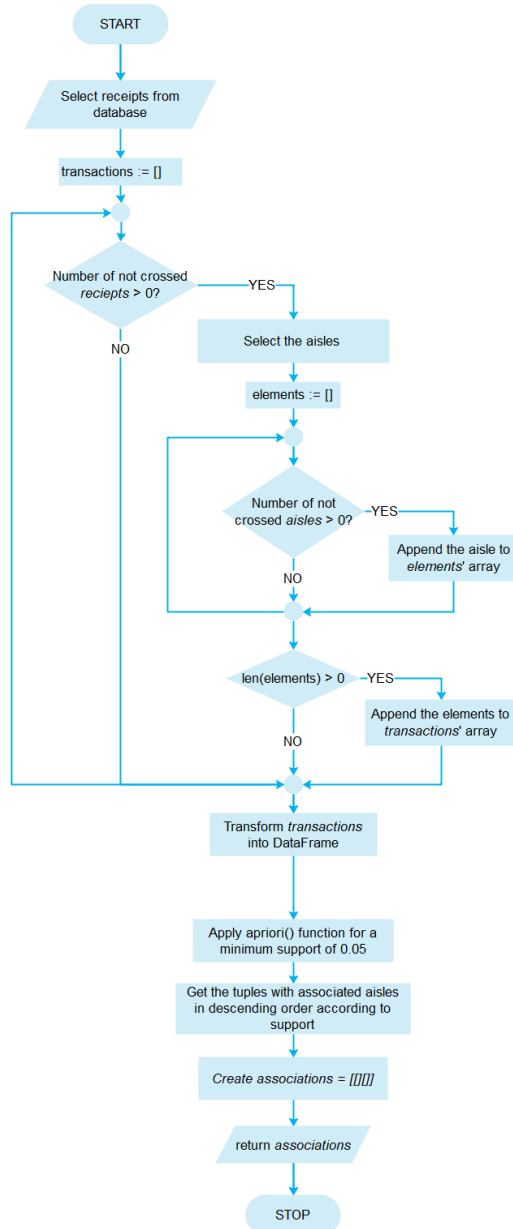 START
Select receipts from
database
transactions := []
Number of not crossed
reciepts > 0?
YES
NO
Select the aisles
elements := []
Number of not
crossed aisles > 0?
YES
Append the aisle to
elements' array
NO
len(elements) > 0
YES
Append the elements to
transactions' array
NO
Transform transactions
into DataFrame
Apply apriori() function for a
minimum support of 0.05
Get the tuples with associated aisles
in descending order according to
support
Create associations = [[][]]
return associations
STOP